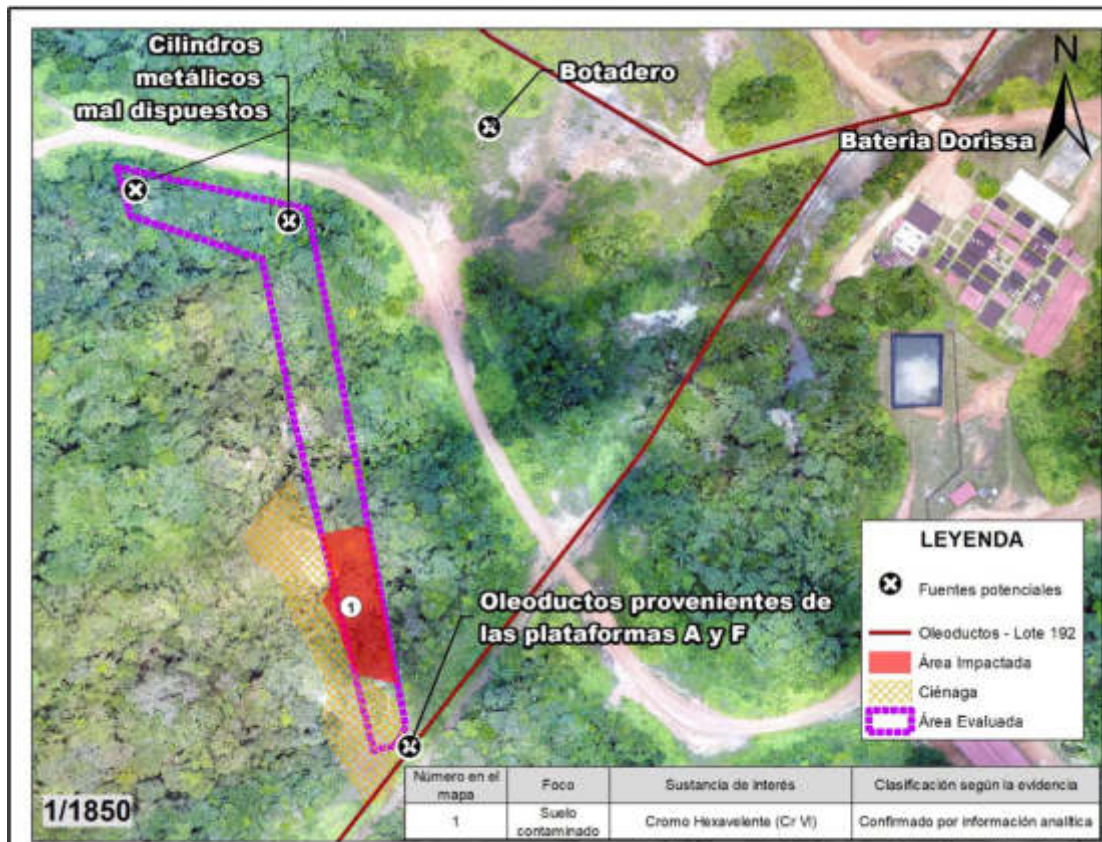 Cilindros
metálicos
mal dispuestos
Botadero
N
Bateria Dorissa
Oleoductos provenientes de
las plataformas A y F
1
LEYENDA
Fuentes potenciales
Oleoductos - Lote 192
Área Impactada
Ciénaga
Área Evaluada
1/1850
Número en el mapa | Foco | Sustancia de interés | Clasificación según la evidencia
1 | Suelo contaminado | Cromo Hexavelente (Cr VI) | Confirmado por información analítica